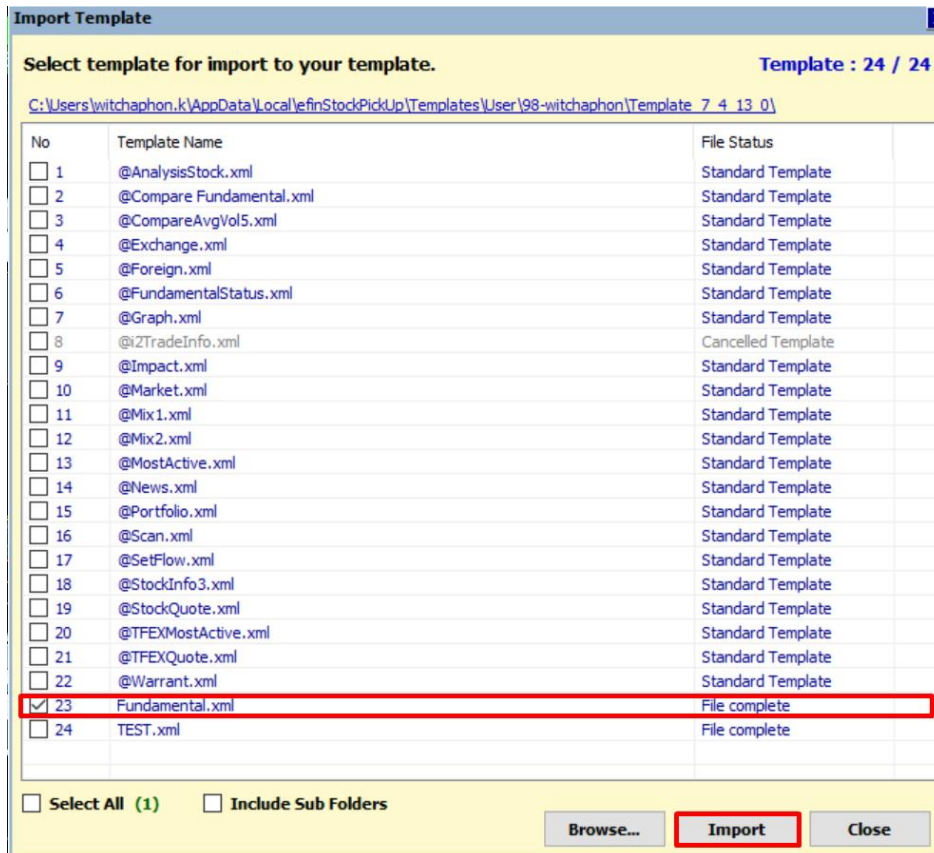 Import Template
Select template for import to your template. Template : 24 / 24
C:\Users\witchaphon.k\AppData\Local\efinStockPickUp\Templates\User\98-witchaphon\Template_7_4_13_0\
No Template Name File Status
1 @AnalysisStock.xml Standard Template
2 @Compare Fundamental.xml Standard Template
3 @CompareAvgVol5.xml Standard Template
4 @Exchange.xml Standard Template
5 @Foreign.xml Standard Template
6 @FundamentalStatus.xml Standard Template
7 @Graph.xml Standard Template
8 @i2TradeInfo.xml Cancelled Template
9 @Impact.xml Standard Template
10 @Market.xml Standard Template
11 @Mix1.xml Standard Template
12 @Mix2.xml Standard Template
13 @MostActive.xml Standard Template
14 @News.xml Standard Template
15 @Portfolio.xml Standard Template
16 @Scan.xml Standard Template
17 @SetFlow.xml Standard Template
18 @StockInfo3.xml Standard Template
19 @StockQuote.xml Standard Template
20 @TFEXMostActive.xml Standard Template
21 @TFEXQuote.xml Standard Template
22 @Warrant.xml Standard Template
23 Fundamental.xml File complete
24 TEST.xml File complete
Select All (1) Include Sub Folders
Browse... Import Close